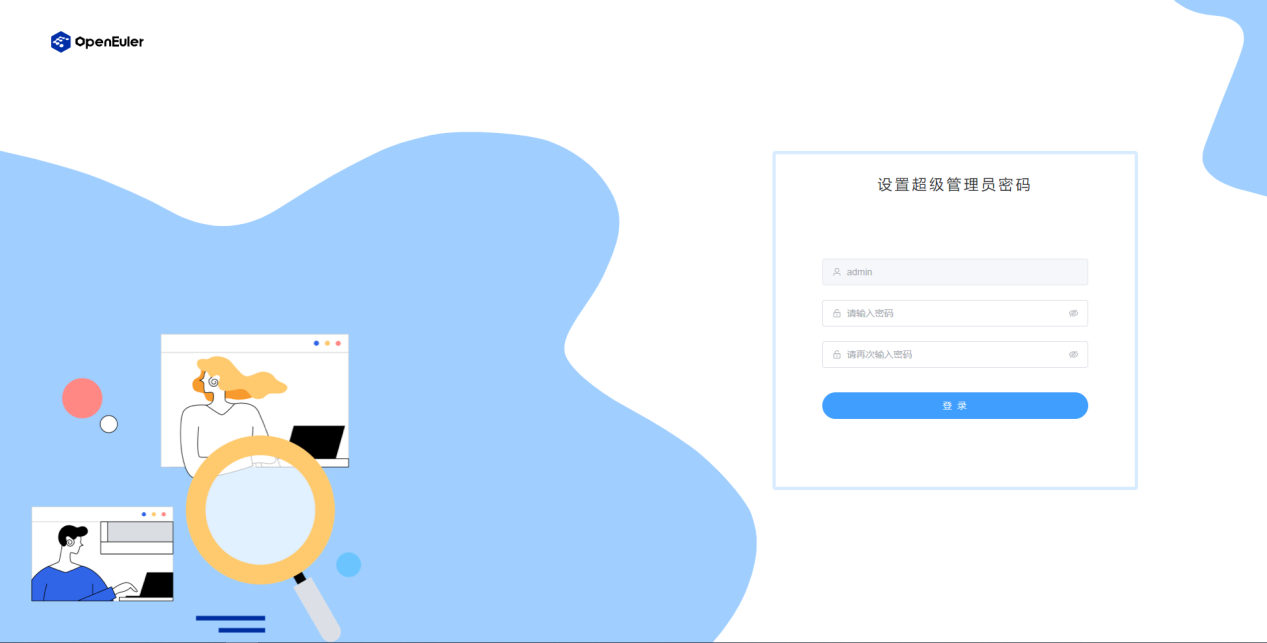 OpenEuler
设置超级管理员密码
admin
请输入密码
请再次输入密码
登 录